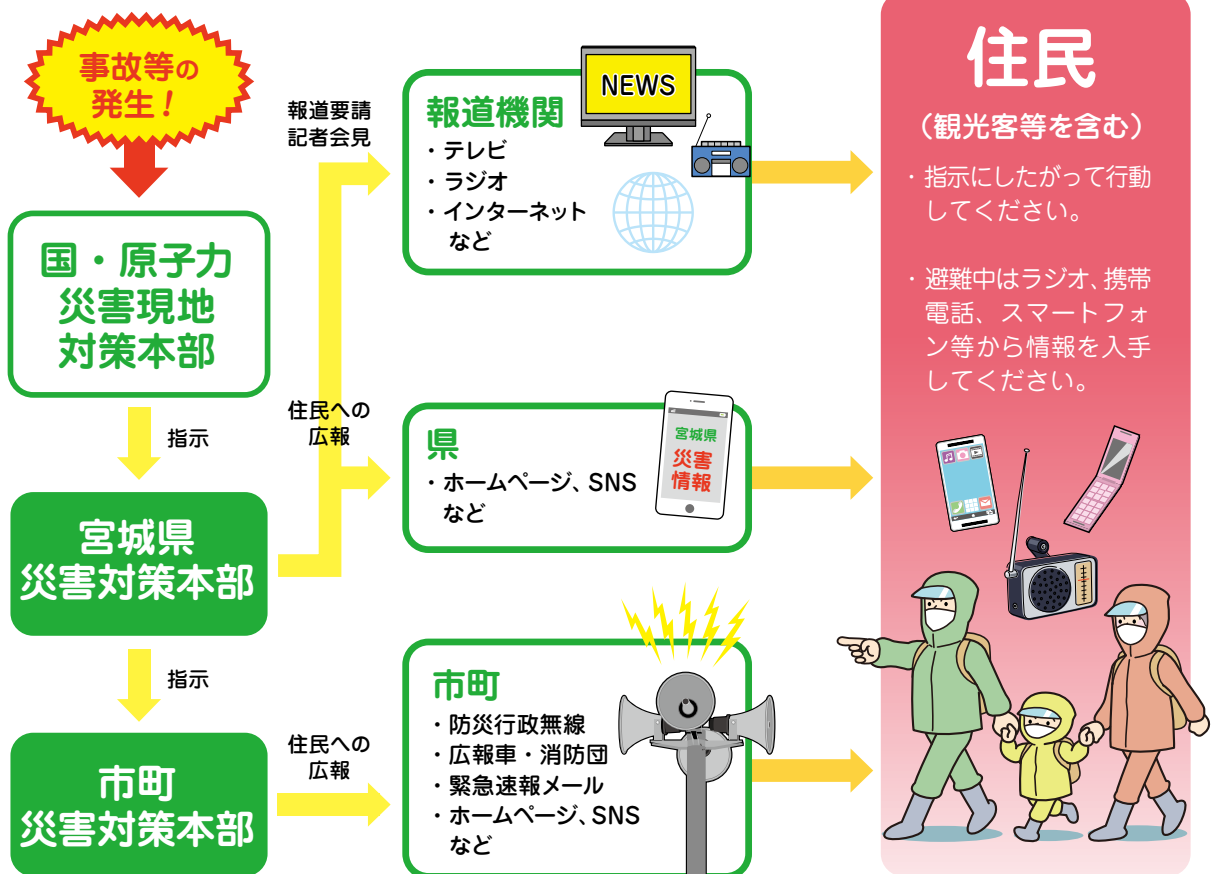 事故等の
発生！
国・原子力
災害現地
対策本部
指示
宮城県
災害対策本部
指示
市町
災害対策本部
報道要請
記者会見
住民への
広報
住民への
広報
報道機関
・テレビ
・ラジオ
・インターネット
など
NEWS
県
・ホームページ、SNS
など
宮城県
災害
情報
市町
・防災行政無線
・広報車・消防団
・緊急速報メール
・ホームページ、SNS
など
住民
（観光客等を含む）
・指示にしたがって行動
してください。
・避難中はラジオ、携帯
電話、スマートフォ
ン等から情報を入手
してください。